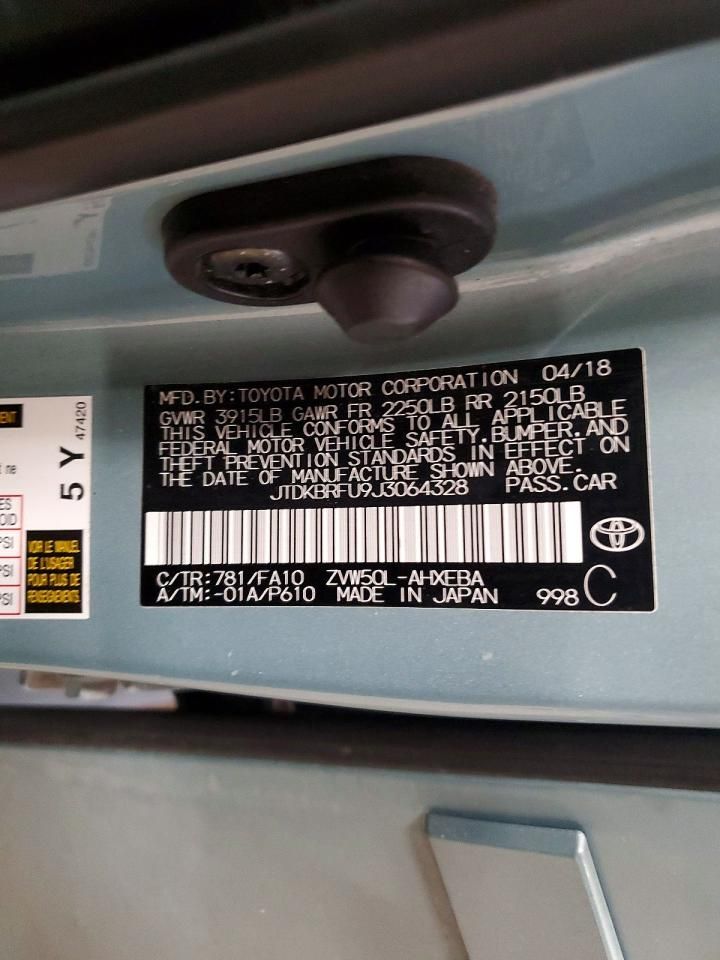 MFD. BY: TOYOTA MOTOR CORPORATION 04/18
GVWR 3915LB GAWR FR 2250LB RR 2150LB
THIS VEHICLE CONFORMS TO ALL APPLICABLE
FEDERAL MOTOR VEHICLE SAFETY, BUMPER, AND
THEFT PREVENTION STANDARDS IN EFFECT ON
THE DATE OF MANUFACTURE SHOWN ABOVE.
JTDKBRFU9J3064328 PASS. CAR
C/TR: 781/FA10 ZVW50L-AHXEBA
A/TM: -01A/P610 MADE IN JAPAN 998 C
5 Y
47420
ne
PSI
PSI
VOIR LE MANUEL
DE L'USAGER
POUR PLUS DE
RENSEIGNEMENTS